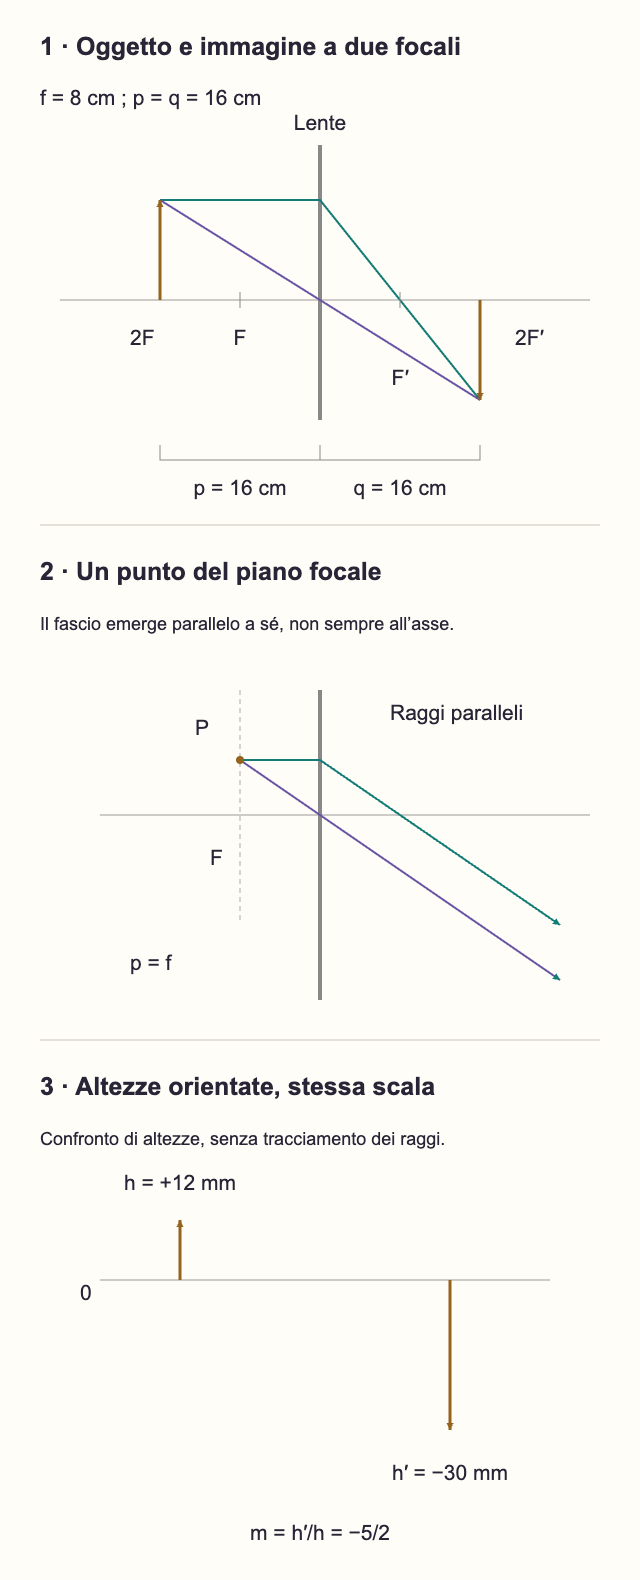 1 · Oggetto e immagine a due focali
f = 8 cm ; p = q = 16 cm
Lente
2F
F
F′
2F′
p = 16 cm
q = 16 cm
2 · Un punto del piano focale
Il fascio emerge parallelo a sé, non sempre all’asse.
Raggi paralleli
P
F
p = f
3 · Altezze orientate, stessa scala
Confronto di altezze, senza tracciamento dei raggi.
h = +12 mm
0
h′ = −30 mm
m = h′/h = −5/2